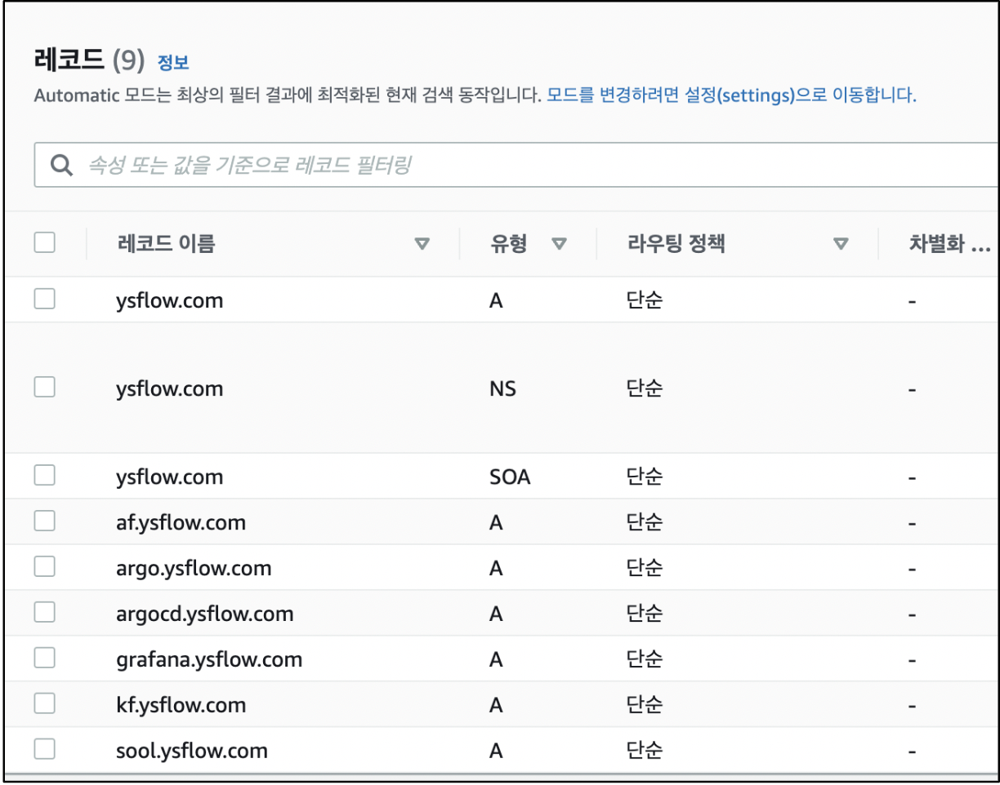 레코드 (9) 정보
Automatic 모드는 최상의 필터 결과에 최적화된 현재 검색 동작입니다. 모드를 변경하려면 설정(settings)으로 이동합니다.
속성 또는 값을 기준으로 레코드 필터링
레코드 이름 유형 라우팅 정책 차별화 ...
ysflow.com A 단순 -
ysflow.com NS 단순 -
ysflow.com SOA 단순 -
af.ysflow.com A 단순 -
argo.ysflow.com A 단순 -
argocd.ysflow.com A 단순 -
grafana.ysflow.com A 단순 -
kf.ysflow.com A 단순 -
sool.ysflow.com A 단순 -